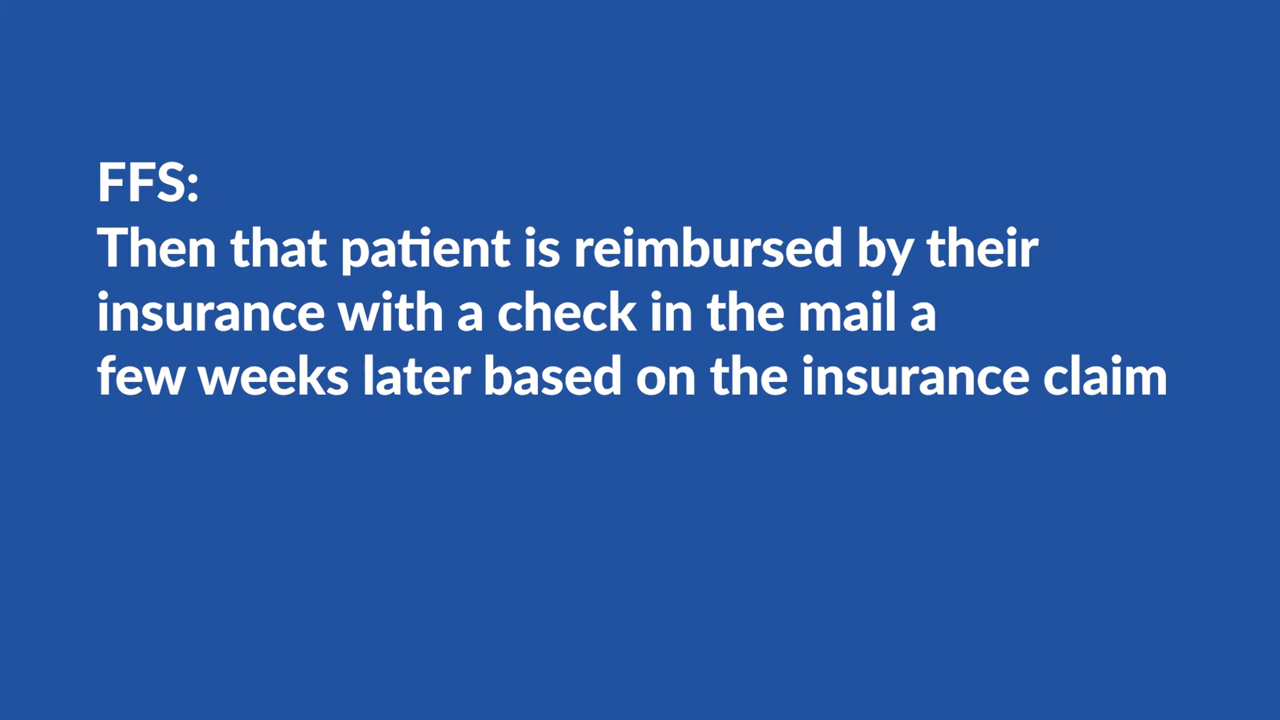 FFS:
Then that patient is reimbursed by their
insurance with a check in the mail a
few weeks later based on the insurance claim